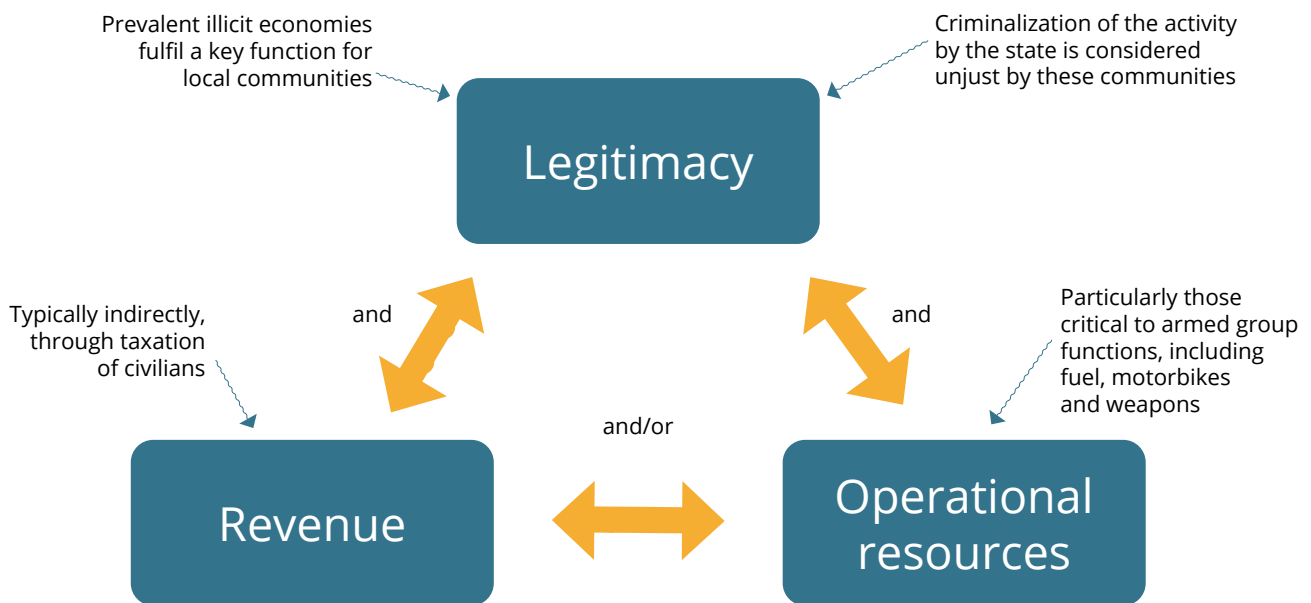 Prevalent illicit economies
fulfil a key function for
local communities
Criminalization of the activity
by the state is considered
unjust by these communities
Legitimacy
Typically indirectly,
through taxation
of civilians
and
and
Particularly those
critical to armed group
functions, including
fuel, motorbikes
and weapons
and/or
Revenue
Operational
resources